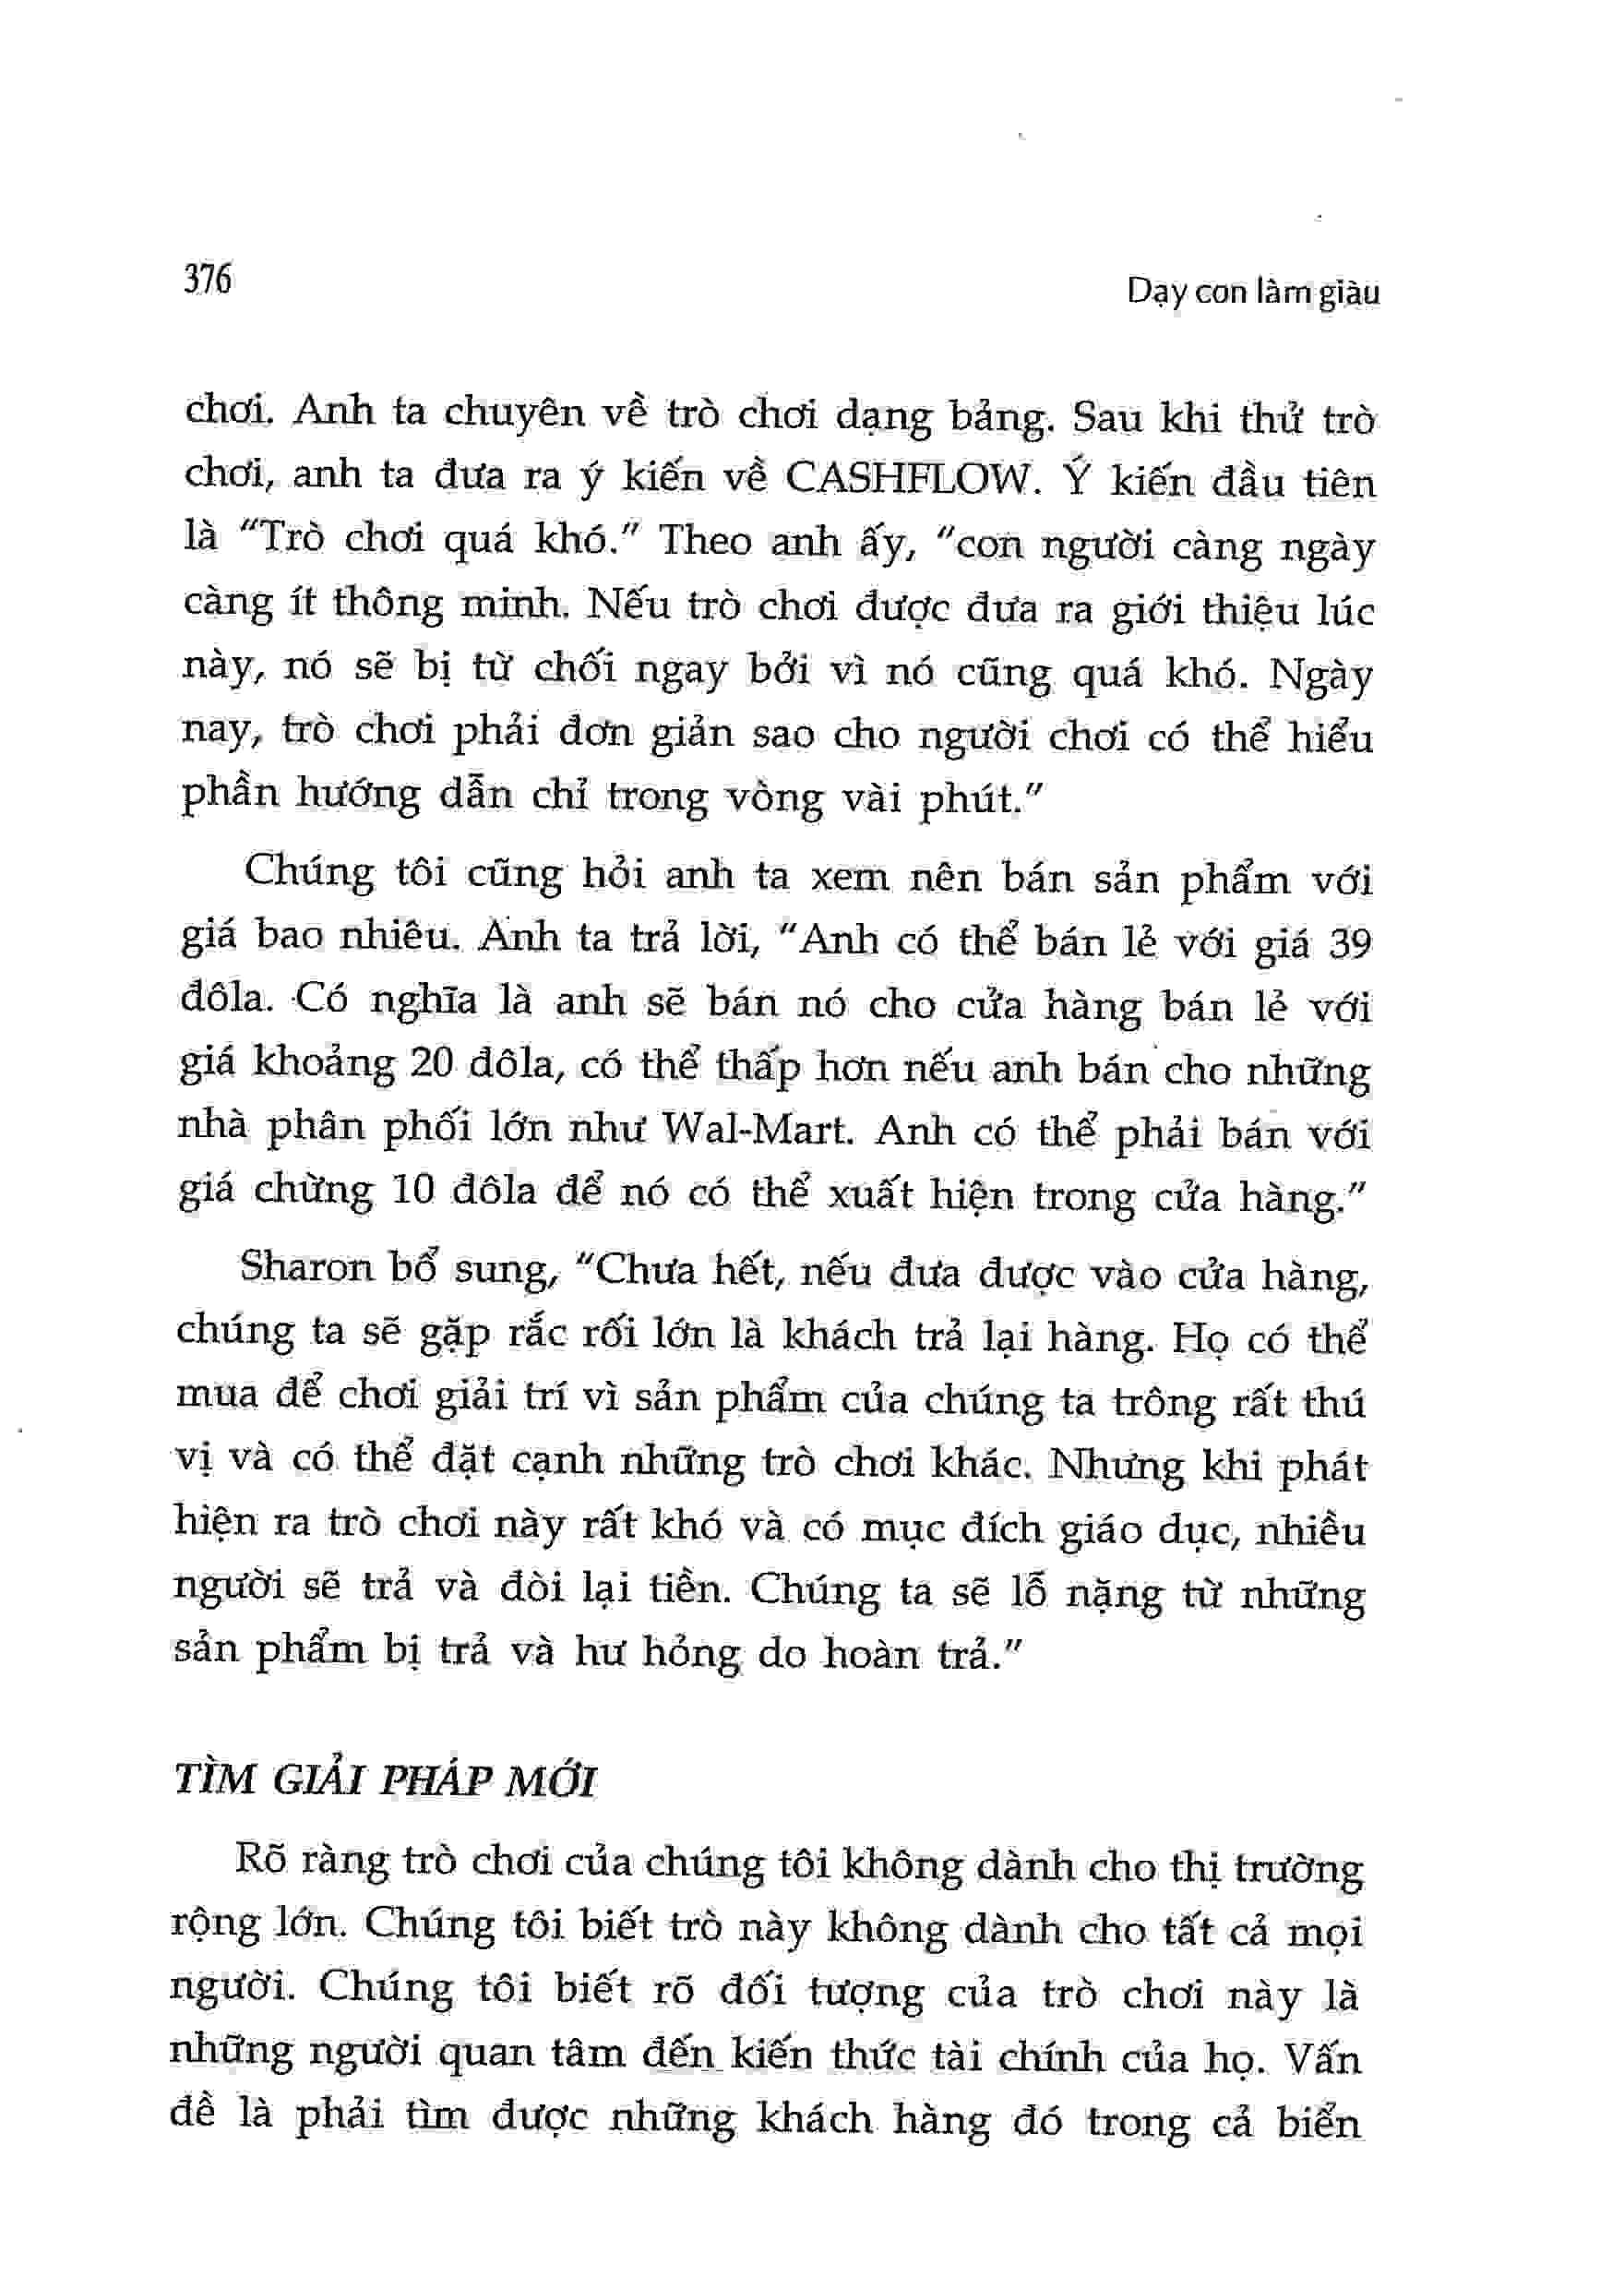 376
Dạy con làm giàu
chơi. Anh ta chuyên về trò chơi dạng bảng. Sau khi thử trò
chơi, anh ta đưa ra ý kiến về CASHFLOW. Ý kiến đầu tiên
là “Trò chơi quá khó.” Theo anh ấy, “con người càng ngày
càng ít thông minh. Nếu trò chơi được đưa ra giới thiệu lúc
này, nó sẽ bị từ chối ngay bởi vì nó cũng quá khó. Ngày
nay, trò chơi phải đơn giản sao cho người chơi có thể hiểu
phần hướng dẫn chỉ trong vòng vài phút.”
Chúng tôi cũng hỏi anh ta xem nên bán sản phẩm với
giá bao nhiêu. Anh ta trả lời, “Anh có thể bán lẻ với giá 39
đôla. Có nghĩa là anh sẽ bán nó cho cửa hàng bán lẻ với
giá khoảng 20 đôla, có thể thấp hơn nếu anh bán cho những
nhà phân phối lớn như Wal-Mart. Anh có thể phải bán với
giá chừng 10 đôla để nó có thể xuất hiện trong cửa hàng.”
Sharon bổ sung, “Chưa hết, nếu đưa được vào cửa hàng,
chúng ta sẽ gặp rắc rối lớn là khách trả lại hàng. Họ có thể
mua để chơi giải trí vì sản phẩm của chúng ta trông rất thú
vị và có thể đặt cạnh những trò chơi khác. Nhưng khi phát
hiện ra trò chơi này rất khó và có mục đích giáo dục, nhiều
người sẽ trả và đòi lại tiền. Chúng ta sẽ lỗ nặng từ những
sản phẩm bị trả và hư hỏng do hoàn trả.”
TÌM GIẢI PHÁP MỚI
Rõ ràng trò chơi của chúng tôi không dành cho thị trường
rộng lớn. Chúng tôi biết trò này không dành cho tất cả mọi
người. Chúng tôi biết rõ đối tượng của trò chơi này là
những người quan tâm đến kiến thức tài chính của họ. Vấn
đề là phải tìm được những khách hàng đó trong cả biển